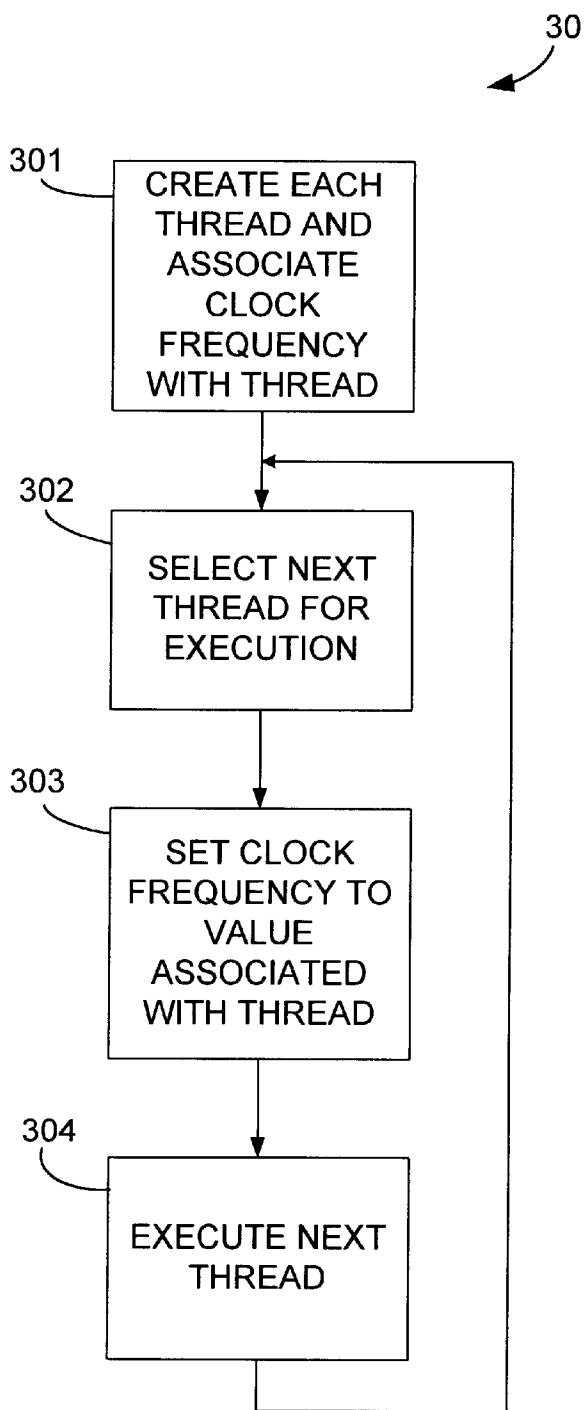 30
301
CREATE EACH
THREAD AND
ASSOCIATE
CLOCK
FREQUENCY
WITH THREAD
302
SELECT NEXT
THREAD FOR
EXECUTION
303
SET CLOCK
FREQUENCY TO
VALUE
ASSOCIATED
WITH THREAD
304
EXECUTE NEXT
THREAD